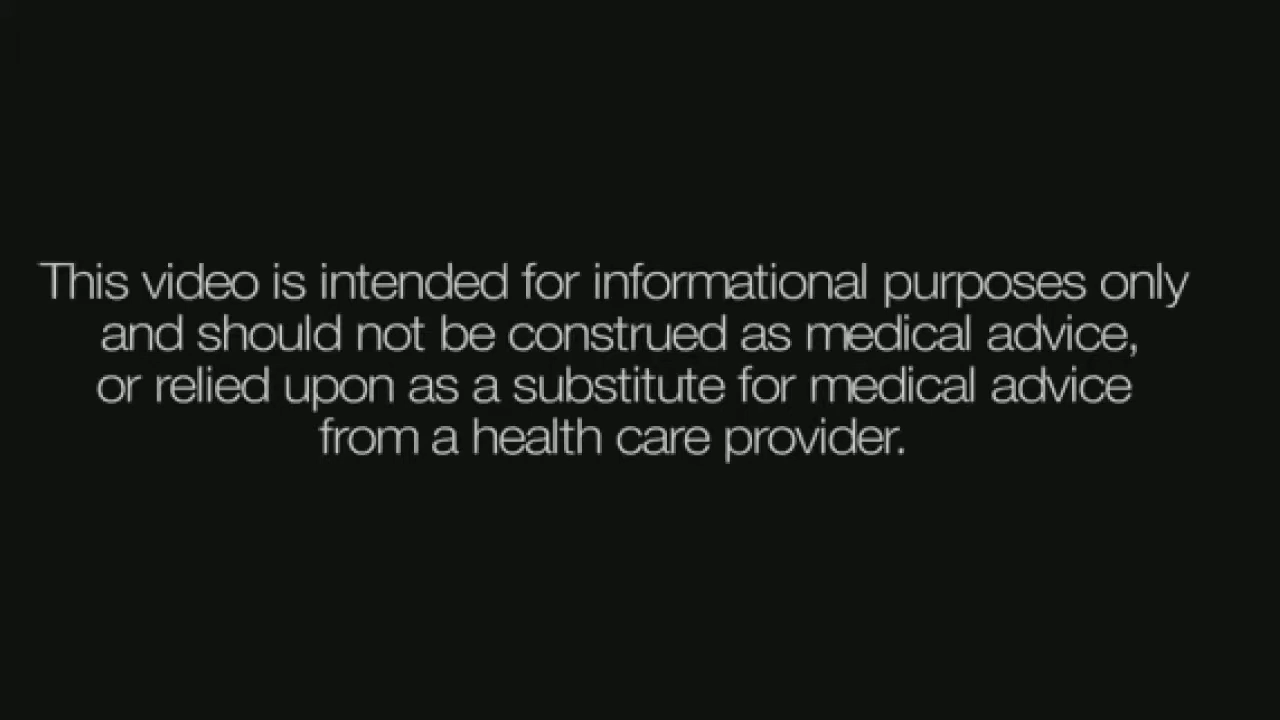 This video is intended for informational purposes only
and should not be construed as medical advice,
or relied upon as a substitute for medical advice
from a health care provider.